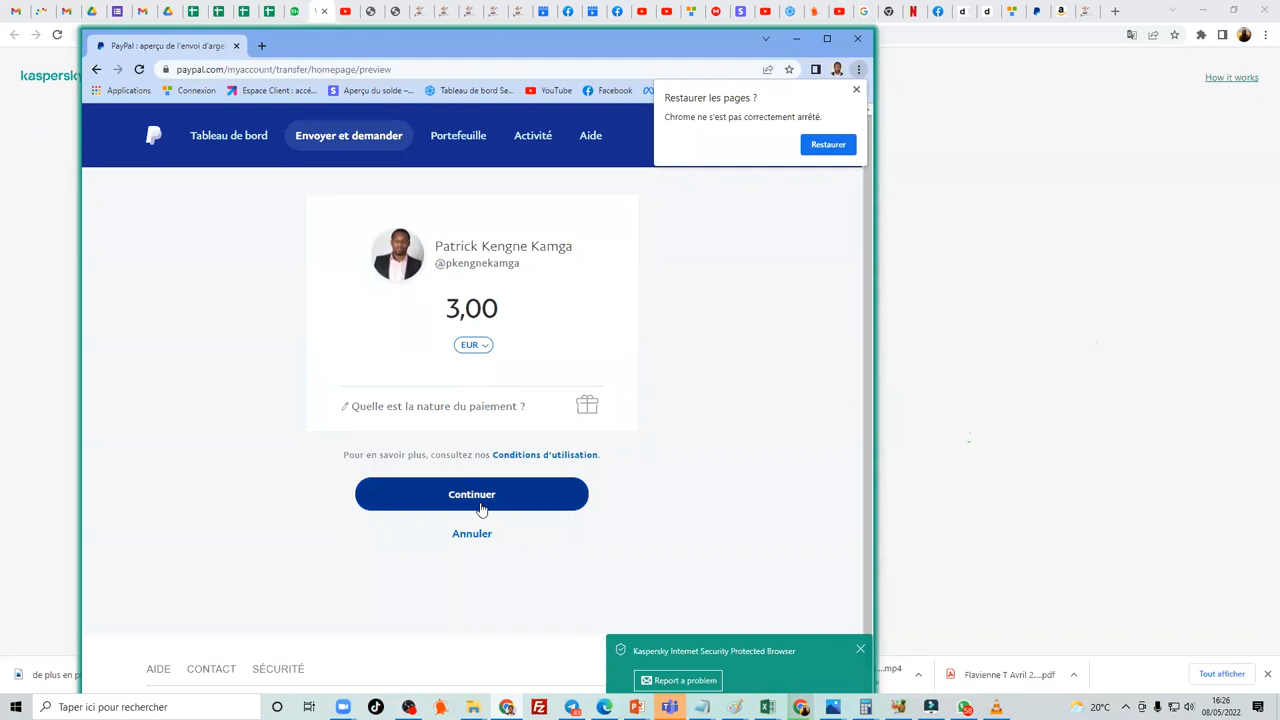 kaspersky
How it works
PayPal : aperçu de l'envoi d'arge
paypal.com/myaccount/transfer/homepage/preview
Applications
Connexion
Espace Client : accé...
Aperçu du solde – ...
Tableau de bord Se...
YouTube
Facebook
Restaurer les pages ?
Chrome ne s'est pas correctement arrêté.
Restaurer
Tableau de bord
Envoyer et demander
Portefeuille
Activité
Aide
Patrick Kengne Kamga
@pkengnekamga
3,00
EUR
Quelle est la nature du paiement ?
Pour en savoir plus, consultez nos Conditions d'utilisation.
Continuer
Annuler
AIDE
CONTACT
SÉCURITÉ
Kaspersky Internet Security Protected Browser
Report a problem
de plus en p
....mp4
Flavienne T Avril 2....pdf
Tout afficher
Taper ici pour rechercher
20°C
16:26
08/05/2022